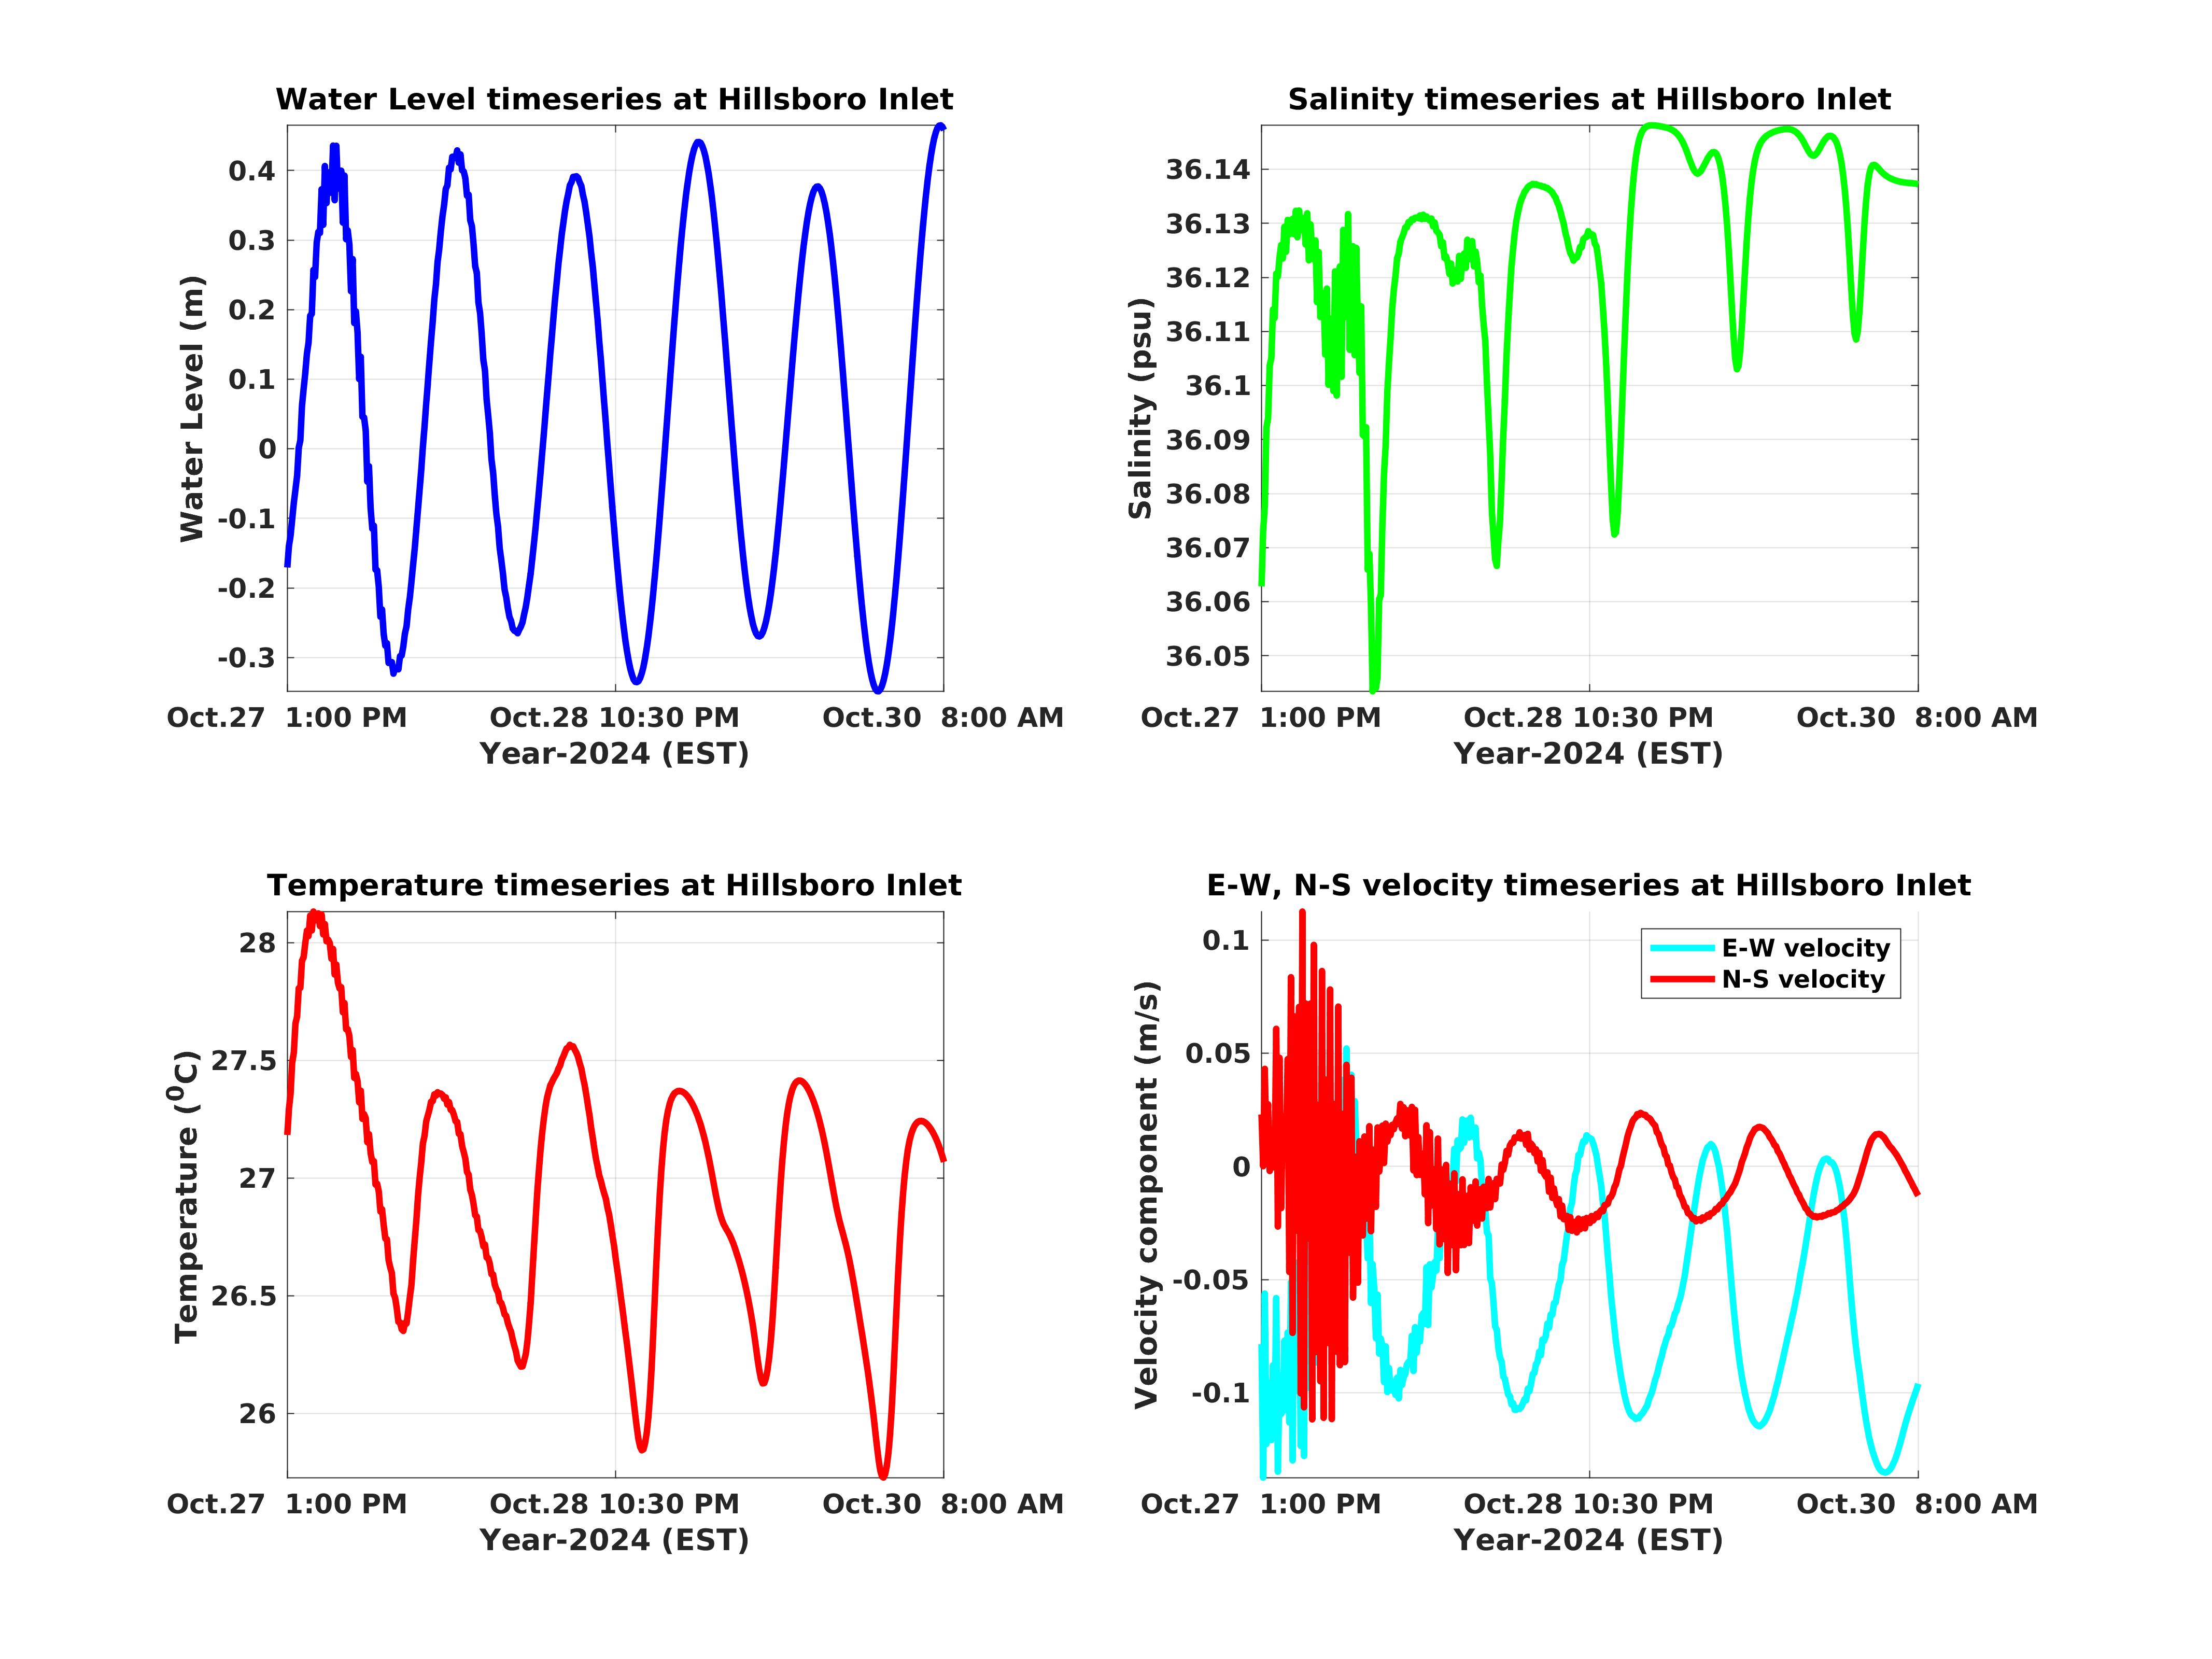 Water Level timeseries at Hillsboro Inlet
Water Level (m)
0.4
0.3
0.2
0.1
0
-0.1
-0.2
-0.3
Oct.27  1:00 PM
Oct.28 10:30 PM
Oct.30  8:00 AM
Year-2024 (EST)
Salinity timeseries at Hillsboro Inlet
Salinity (psu)
36.14
36.13
36.12
36.11
36.1
36.09
36.08
36.07
36.06
36.05
Oct.27  1:00 PM
Oct.28 10:30 PM
Oct.30  8:00 AM
Year-2024 (EST)
Temperature timeseries at Hillsboro Inlet
Temperature (⁰C)
28
27.5
27
26.5
26
Oct.27  1:00 PM
Oct.28 10:30 PM
Oct.30  8:00 AM
Year-2024 (EST)
E-W, N-S velocity timeseries at Hillsboro Inlet
Velocity component (m/s)
0.1
0.05
0
-0.05
-0.1
E-W velocity
N-S velocity
Oct.27  1:00 PM
Oct.28 10:30 PM
Oct.30  8:00 AM
Year-2024 (EST)